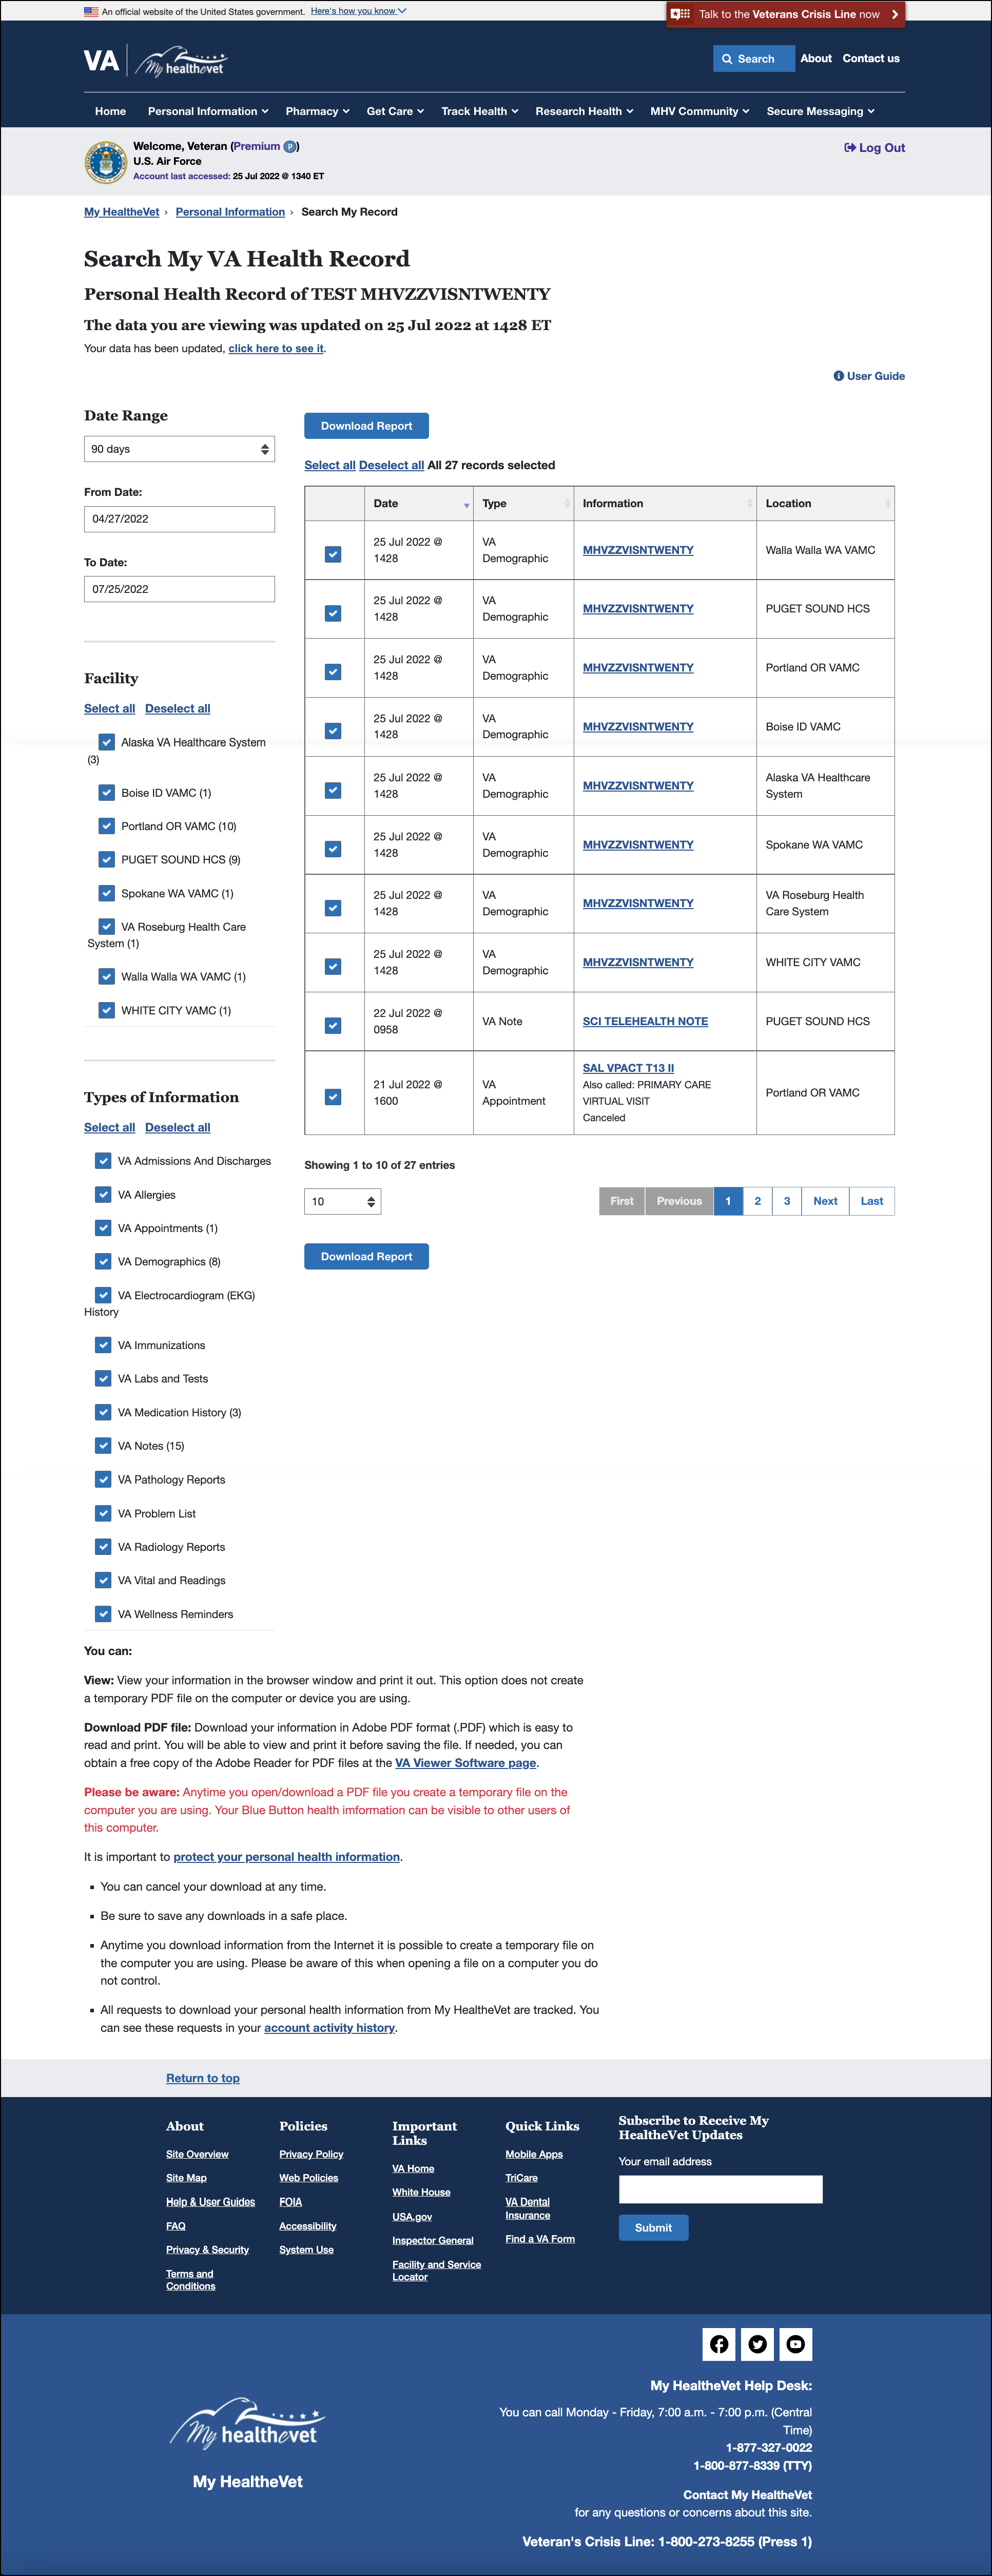 An official website of the United States government. Here's how you know
Talk to the Veterans Crisis Line now
VA
My healthevet
Search
About
Contact us
Home
Personal Information
Pharmacy
Get Care
Track Health
Research Health
MHV Community
Secure Messaging
Welcome, Veteran (Premium P)
U.S. Air Force
Account last accessed: 25 Jul 2022 @ 1340 ET
Log Out
My HealtheVet › Personal Information › Search My Record
Search My VA Health Record
Personal Health Record of TEST MHVZZVISNTWENTY
The data you are viewing was updated on 25 Jul 2022 at 1428 ET
Your data has been updated, click here to see it.
User Guide
Date Range
90 days
From Date:
04/27/2022
To Date:
07/25/2022
Facility
Select all Deselect all
Alaska VA Healthcare System
(3)
Boise ID VAMC (1)
Portland OR VAMC (10)
PUGET SOUND HCS (9)
Spokane WA VAMC (1)
VA Roseburg Health Care
System (1)
Walla Walla WA VAMC (1)
WHITE CITY VAMC (1)
Types of Information
Select all Deselect all
VA Admissions And Discharges
VA Allergies
VA Appointments (1)
VA Demographics (8)
VA Electrocardiogram (EKG)
History
VA Immunizations
VA Labs and Tests
VA Medication History (3)
VA Notes (15)
VA Pathology Reports
VA Problem List
VA Radiology Reports
VA Vital and Readings
VA Wellness Reminders
Download Report
Select all Deselect all All 27 records selected
Date Type Information Location
25 Jul 2022 @
1428
VA
Demographic
MHVZZVISNTWENTY
Walla Walla WA VAMC
25 Jul 2022 @
1428
VA
Demographic
MHVZZVISNTWENTY
PUGET SOUND HCS
25 Jul 2022 @
1428
VA
Demographic
MHVZZVISNTWENTY
Portland OR VAMC
25 Jul 2022 @
1428
VA
Demographic
MHVZZVISNTWENTY
Boise ID VAMC
25 Jul 2022 @
1428
VA
Demographic
MHVZZVISNTWENTY
Alaska VA Healthcare
System
25 Jul 2022 @
1428
VA
Demographic
MHVZZVISNTWENTY
Spokane WA VAMC
25 Jul 2022 @
1428
VA
Demographic
MHVZZVISNTWENTY
VA Roseburg Health
Care System
25 Jul 2022 @
1428
VA
Demographic
MHVZZVISNTWENTY
WHITE CITY VAMC
22 Jul 2022 @
0958
VA Note
SCI TELEHEALTH NOTE
PUGET SOUND HCS
21 Jul 2022 @
1600
VA
Appointment
SAL VPACT T13 II
Also called: PRIMARY CARE
VIRTUAL VISIT
Canceled
Portland OR VAMC
Showing 1 to 10 of 27 entries
10
First Previous 1 2 3 Next Last
Download Report
You can:
View: View your information in the browser window and print it out. This option does not create
a temporary PDF file on the computer or device you are using.
Download PDF file: Download your information in Adobe PDF format (.PDF) which is easy to
read and print. You will be able to view and print it before saving the file. If needed, you can
obtain a free copy of the Adobe Reader for PDF files at the VA Viewer Software page.
Please be aware: Anytime you open/download a PDF file you create a temporary file on the
computer you are using. Your Blue Button health imformation can be visible to other users of
this computer.
It is important to protect your personal health information.
▪ You can cancel your download at any time.
▪ Be sure to save any downloads in a safe place.
▪ Anytime you download information from the Internet it is possible to create a temporary file on
the computer you are using. Please be aware of this when opening a file on a computer you do
not control.
▪ All requests to download your personal health information from My HealtheVet are tracked. You
can see these requests in your account activity history.
Return to top
About
Site Overview
Site Map
Help & User Guides
FAQ
Privacy & Security
Terms and
Conditions
Policies
Privacy Policy
Web Policies
FOIA
Accessibility
System Use
Important
Links
VA Home
White House
USA.gov
Inspector General
Facility and Service
Locator
Quick Links
Mobile Apps
TriCare
VA Dental
Insurance
Find a VA Form
Subscribe to Receive My
HealtheVet Updates
Your email address
Submit
My healthevet
My HealtheVet
My HealtheVet Help Desk:
You can call Monday - Friday, 7:00 a.m. - 7:00 p.m. (Central
Time)
1-877-327-0022
1-800-877-8339 (TTY)
Contact My HealtheVet
for any questions or concerns about this site.
Veteran's Crisis Line: 1-800-273-8255 (Press 1)